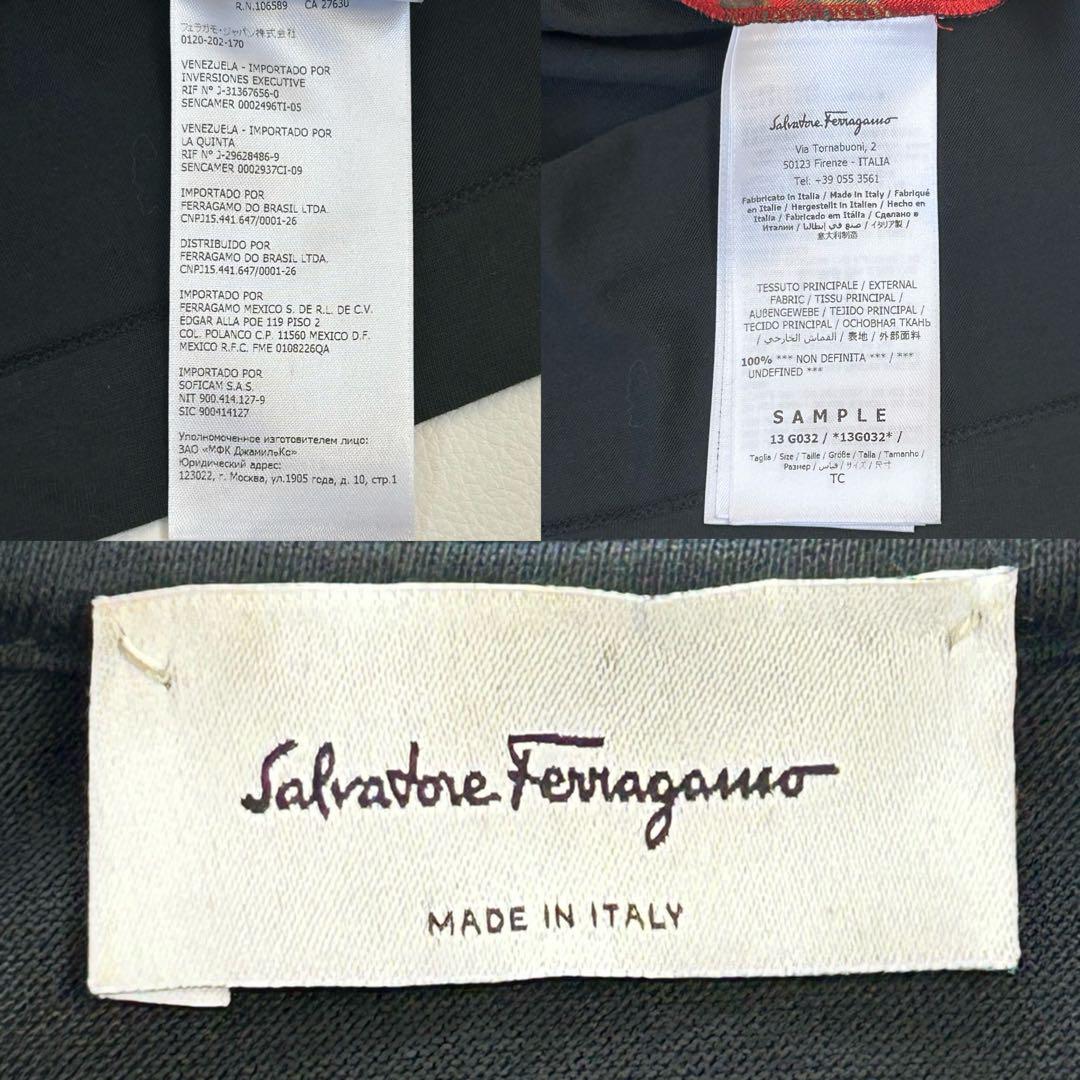 R.N.106589 CA 27630
フェラガモ・ジャパン株式会社
0120-202-170
VENEZUELA - IMPORTADO POR
INVERSIONES EXECUTIVE
RIF Nº J-31367656-0
SENCAMER 0002496TI-05
VENEZUELA - IMPORTADO POR
LA QUINTA
RIF Nº J-29628486-9
SENCAMER 0002937CI-09
IMPORTADO POR
FERRAGAMO DO BRASIL LTDA.
CNPJ15.441.647/0001-26
DISTRIBUIDO POR
FERRAGAMO DO BRASIL LTDA.
CNPJ15.441.647/0001-26
IMPORTADO POR
FERRAGAMO MEXICO S. DE R.L. DE C.V.
EDGAR ALLA POE 119 PISO 2
COL. POLANCO C.P. 11560 MEXICO D.F.
MEXICO R.F.C. FME 0108226QA
IMPORTADO POR
SOFICAM S.A.S.
NIT 900.414.127-9
SIC 900414127
Уполномоченное изготовителем лицо:
ЗАО «МФК ДжамильКо»
Юридический адрес:
123022, г. Москва, ул.1905 года, д. 10, стр.1
Salvatore Ferragamo
Via Tornabuoni, 2
50123 Firenze - ITALIA
Tel: +39 055 3561
Fabbricato in Italia / Made in Italy / Fabriqué
en Italie / Hergestellt in Italien / Hecho en
Italia / Fabricado em Itália / Сделано в
Италии / صنع في إيطاليا / イタリア製 /
意大利制造
TESSUTO PRINCIPALE / EXTERNAL
FABRIC / TISSU PRINCIPAL /
AUßENGEWEBE / TEJIDO PRINCIPAL /
TECIDO PRINCIPAL / ОСНОВНАЯ ТКАНЬ
/ القماش الخارجي / 表地 / 外部面料
100% *** NON DEFINITA *** / ***
UNDEFINED ***
SAMPLE
13 G032 / *13G032* /
Taglia / Size / Taille / Größe / Talla / Tamanho /
Размер / قياس / サイズ / 尺寸
TC
Salvatore Ferragamo
MADE IN ITALY